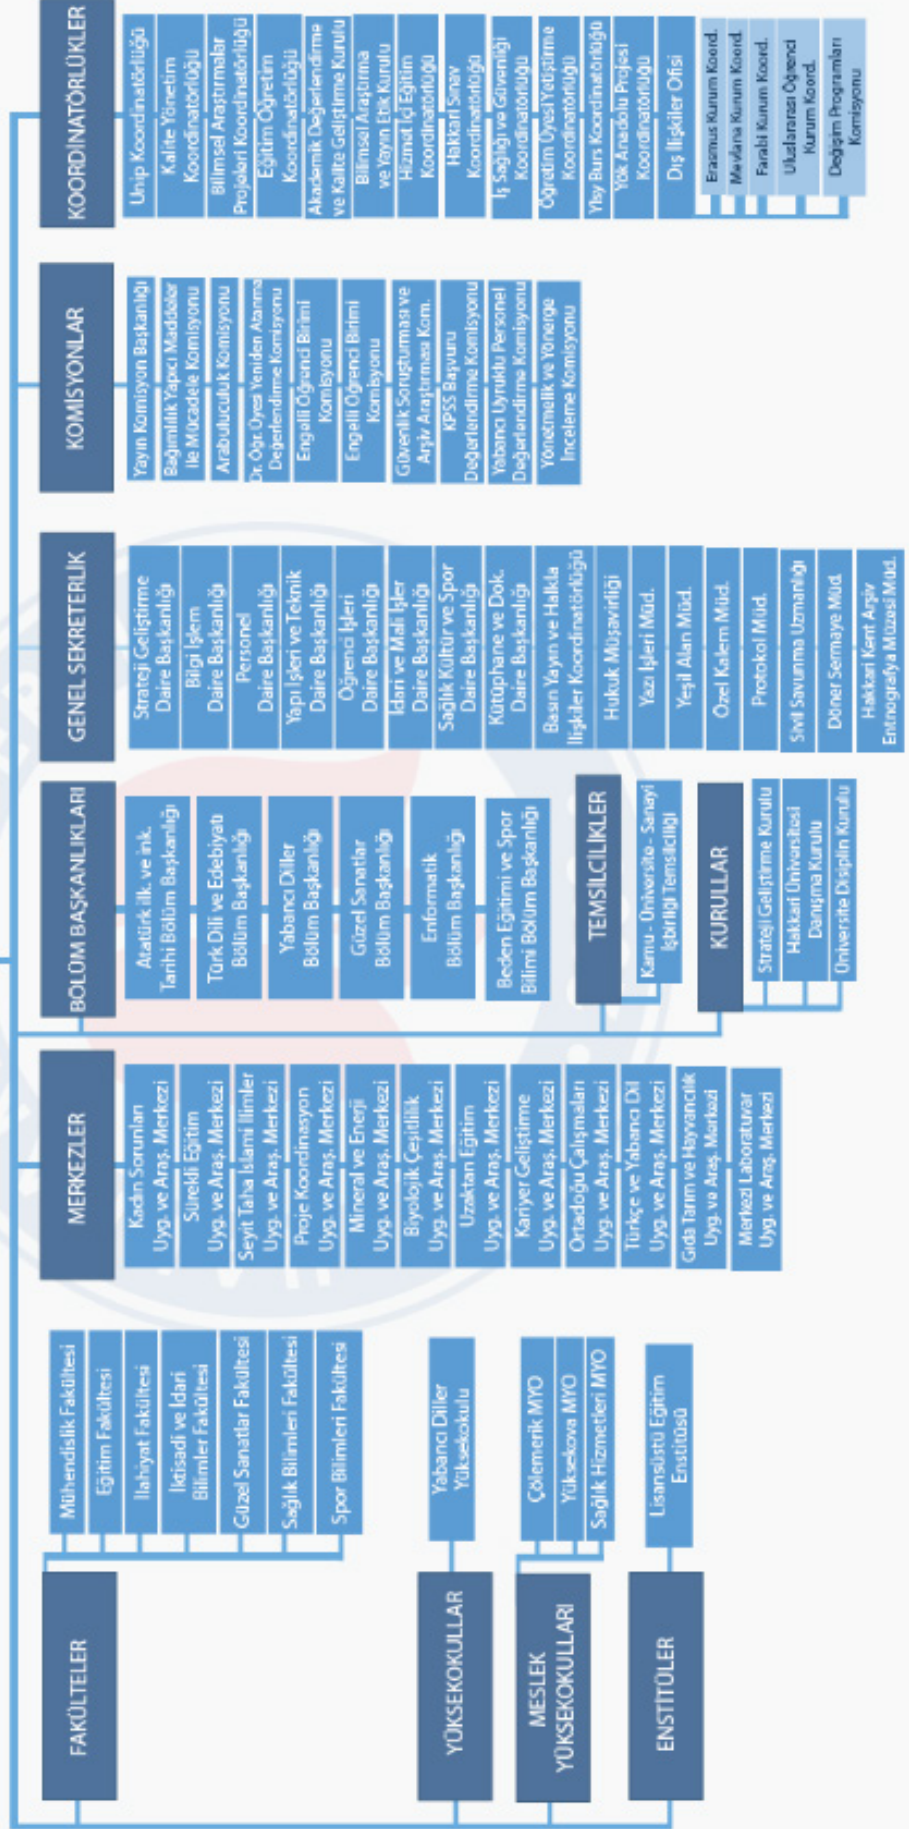 FAKÜLTELER
Mühendislik Fakültesi
Eğitim Fakültesi
İlahiyat Fakültesi
İktisadi ve İdari
Bilimler Fakültesi
Güzel Sanatlar Fakültesi
Sağlık Bilimleri Fakültesi
Spor Bilimleri Fakültesi
YÜKSEKOKULLAR
Yabancı Diller
Yüksekokulu
MESLEK
YÜKSEKOKULLARI
Çölemerik MYO
Yüksekova MYO
Sağlık Hizmetleri MYO
ENSTİTÜLER
Lisansüstü Eğitim
Enstitüsü
MERKEZLER
Kadın Sorunları
Uyg. ve Araş. Merkezi
Sürekli Eğitim
Uyg. ve Araş. Merkezi
Seyit Taha İslami İlimler
Uyg. ve Araş. Merkezi
Proje Koordinasyon
Uyg. ve Araş. Merkezi
Mineral ve Enerji
Uyg. ve Araş. Merkezi
Biyolojik Çeşitlilik
Uyg. ve Araş. Merkezi
Uzaktan Eğitim
Uyg. ve Araş. Merkezi
Kariyer Geliştirme
Uyg. ve Araş. Merkezi
Ortadoğu Çalışmaları
Uyg. ve Araş. Merkezi
Türkçe ve Yabancı Dil
Uyg. ve Araş. Merkezi
Gıda Tarım ve Hayvancılık
Uyg. ve Araş. Merkezi
Merkezi Laboratuvar
Uyg. ve Araş. Merkezi
BÖLÜM BAŞKANLIKLARI
Atatürk ilk. ve ink.
Tarihi Bölüm Başkanlığı
Türk Dili ve Edebiyatı
Bölüm Başkanlığı
Yabancı Diller
Bölüm Başkanlığı
Güzel Sanatlar
Bölüm Başkanlığı
Enformatik
Bölüm Başkanlığı
Beden Eğitimi ve Spor
Bilimi Bölüm Başkanlığı
TEMSİLCİLİKLER
Kamu - Üniversite - Sanayi
İşbirliği Temsilciliği
KURULLAR
Strateji Geliştirme Kurulu
Hakkari Üniversitesi
Danışma Kurulu
Üniversite Disiplin Kurulu
GENEL SEKRETERLİK
Strateji Geliştirme
Daire Başkanlığı
Bilgi İşlem
Daire Başkanlığı
Personel
Daire Başkanlığı
Yapı İşleri ve Teknik
Daire Başkanlığı
Öğrenci İşleri
Daire Başkanlığı
İdari ve Mali İşler
Daire Başkanlığı
Sağlık Kültür ve Spor
Daire Başkanlığı
Kütüphane ve Dok.
Daire Başkanlığı
Basın Yayın ve Halkla
İlişkiler Koordinatörlüğü
Hukuk Müşavirliği
Yazı İşleri Müd.
Yeşil Alan Müd.
Özel Kalem Müd.
Protokol Müd.
Sivil Savunma Uzmanlığı
Döner Sermaye Müd.
Hakkari Kent Arşiv
Entnografya Müzesi Müd.
KOMİSYONLAR
Yayın Komisyon Başkanlığı
Bağımlılık Yapıcı Maddeler
ile Mücadele Komisyonu
Arabuluculuk Komisyonu
Dr. Öğr. Üyesi Yeniden Atanma
Değerlendirme Komisyonu
Engelli Öğrenci Birimi
Komisyonu
Engelli Öğrenci Birimi
Komisyonu
Güvenlik Soruşturması ve
Arşiv Araştırması Kom.
KPSS Başvuru
Değerlendirme Komisyonu
Yabancı Uyruklu Personel
Değerlendirme Komisyonu
Yönetmelik ve Yönerge
İnceleme Komisyonu
KOORDİNATÖRLÜKLER
Unip Koordinatörlüğü
Kalite Yönetim
Koordinatörlüğü
Bilimsel Araştırmalar
Projeleri Koordinatörlüğü
Eğitim Öğretim
Koordinatörlüğü
Akademik Değerlendirme
ve Kalite Geliştirme Kurulu
Bilimsel Araştırma
ve Yayın Etik Kurulu
Hizmut içi Eğitim
Koordinatörlüğü
Hakkari Sınav
Koordinatörlüğü
İş Sağlığı ve Güvenliği
Koordinatörlüğü
Öğretim Üyesi Yetiştirme
Koordinatörlüğü
Ylsy Burs Koordinatörlüğü
Yök Anadolu Projesi
Koordinatörlüğü
Dış İlişkiler Ofisi
Erasmus Kurum Koord.
Mevlana Kurum Koord.
Farabi Kurum Koord.
Uluslararası Öğrenci
Kurum Koord.
Değişim Programları
Komisyonu